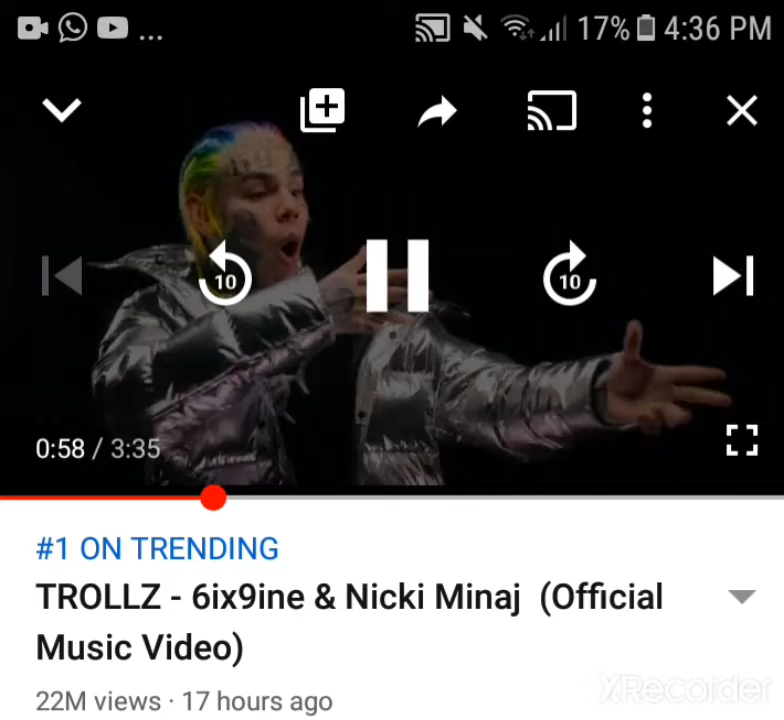 ... 17% 4:36 PM
10 10
0:58 / 3:35
#1 ON TRENDING
TROLLZ - 6ix9ine & Nicki Minaj (Official
Music Video)
22M views · 17 hours ago
XRecorder